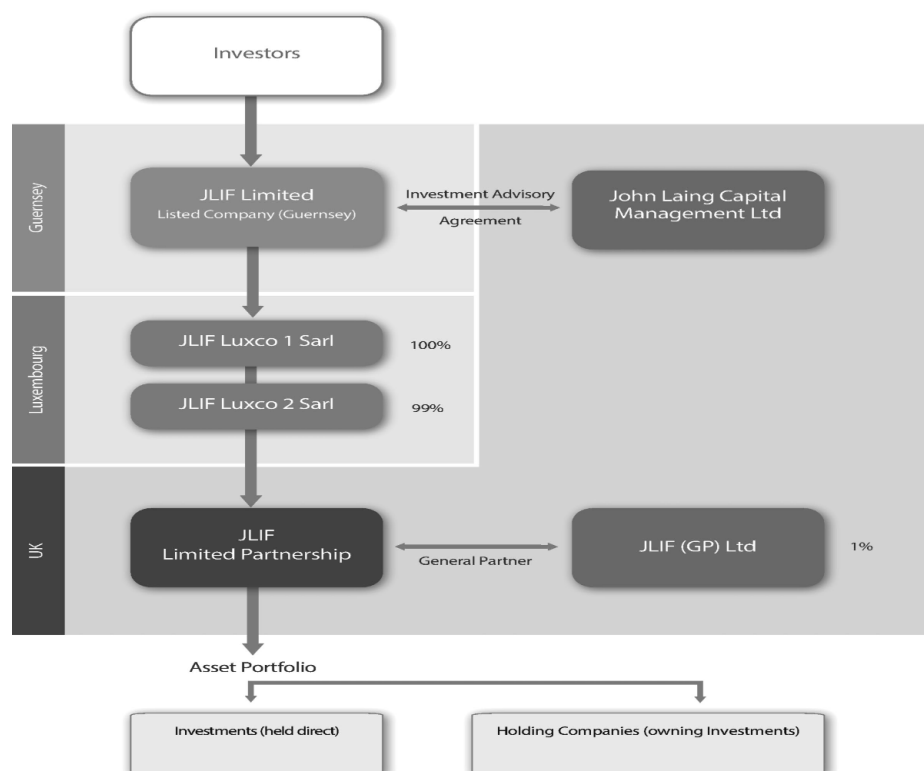 Investors
Guernsey
JLIF Limited
Listed Company (Guernsey)
Investment Advisory
Agreement
John Laing Capital
Management Ltd
Luxembourg
JLIF Luxco 1 Sarl
100%
JLIF Luxco 2 Sarl
99%
UK
JLIF
Limited Partnership
General Partner
JLIF (GP) Ltd
1%
Asset Portfolio
Investments (held direct)
Holding Companies (owning Investments)